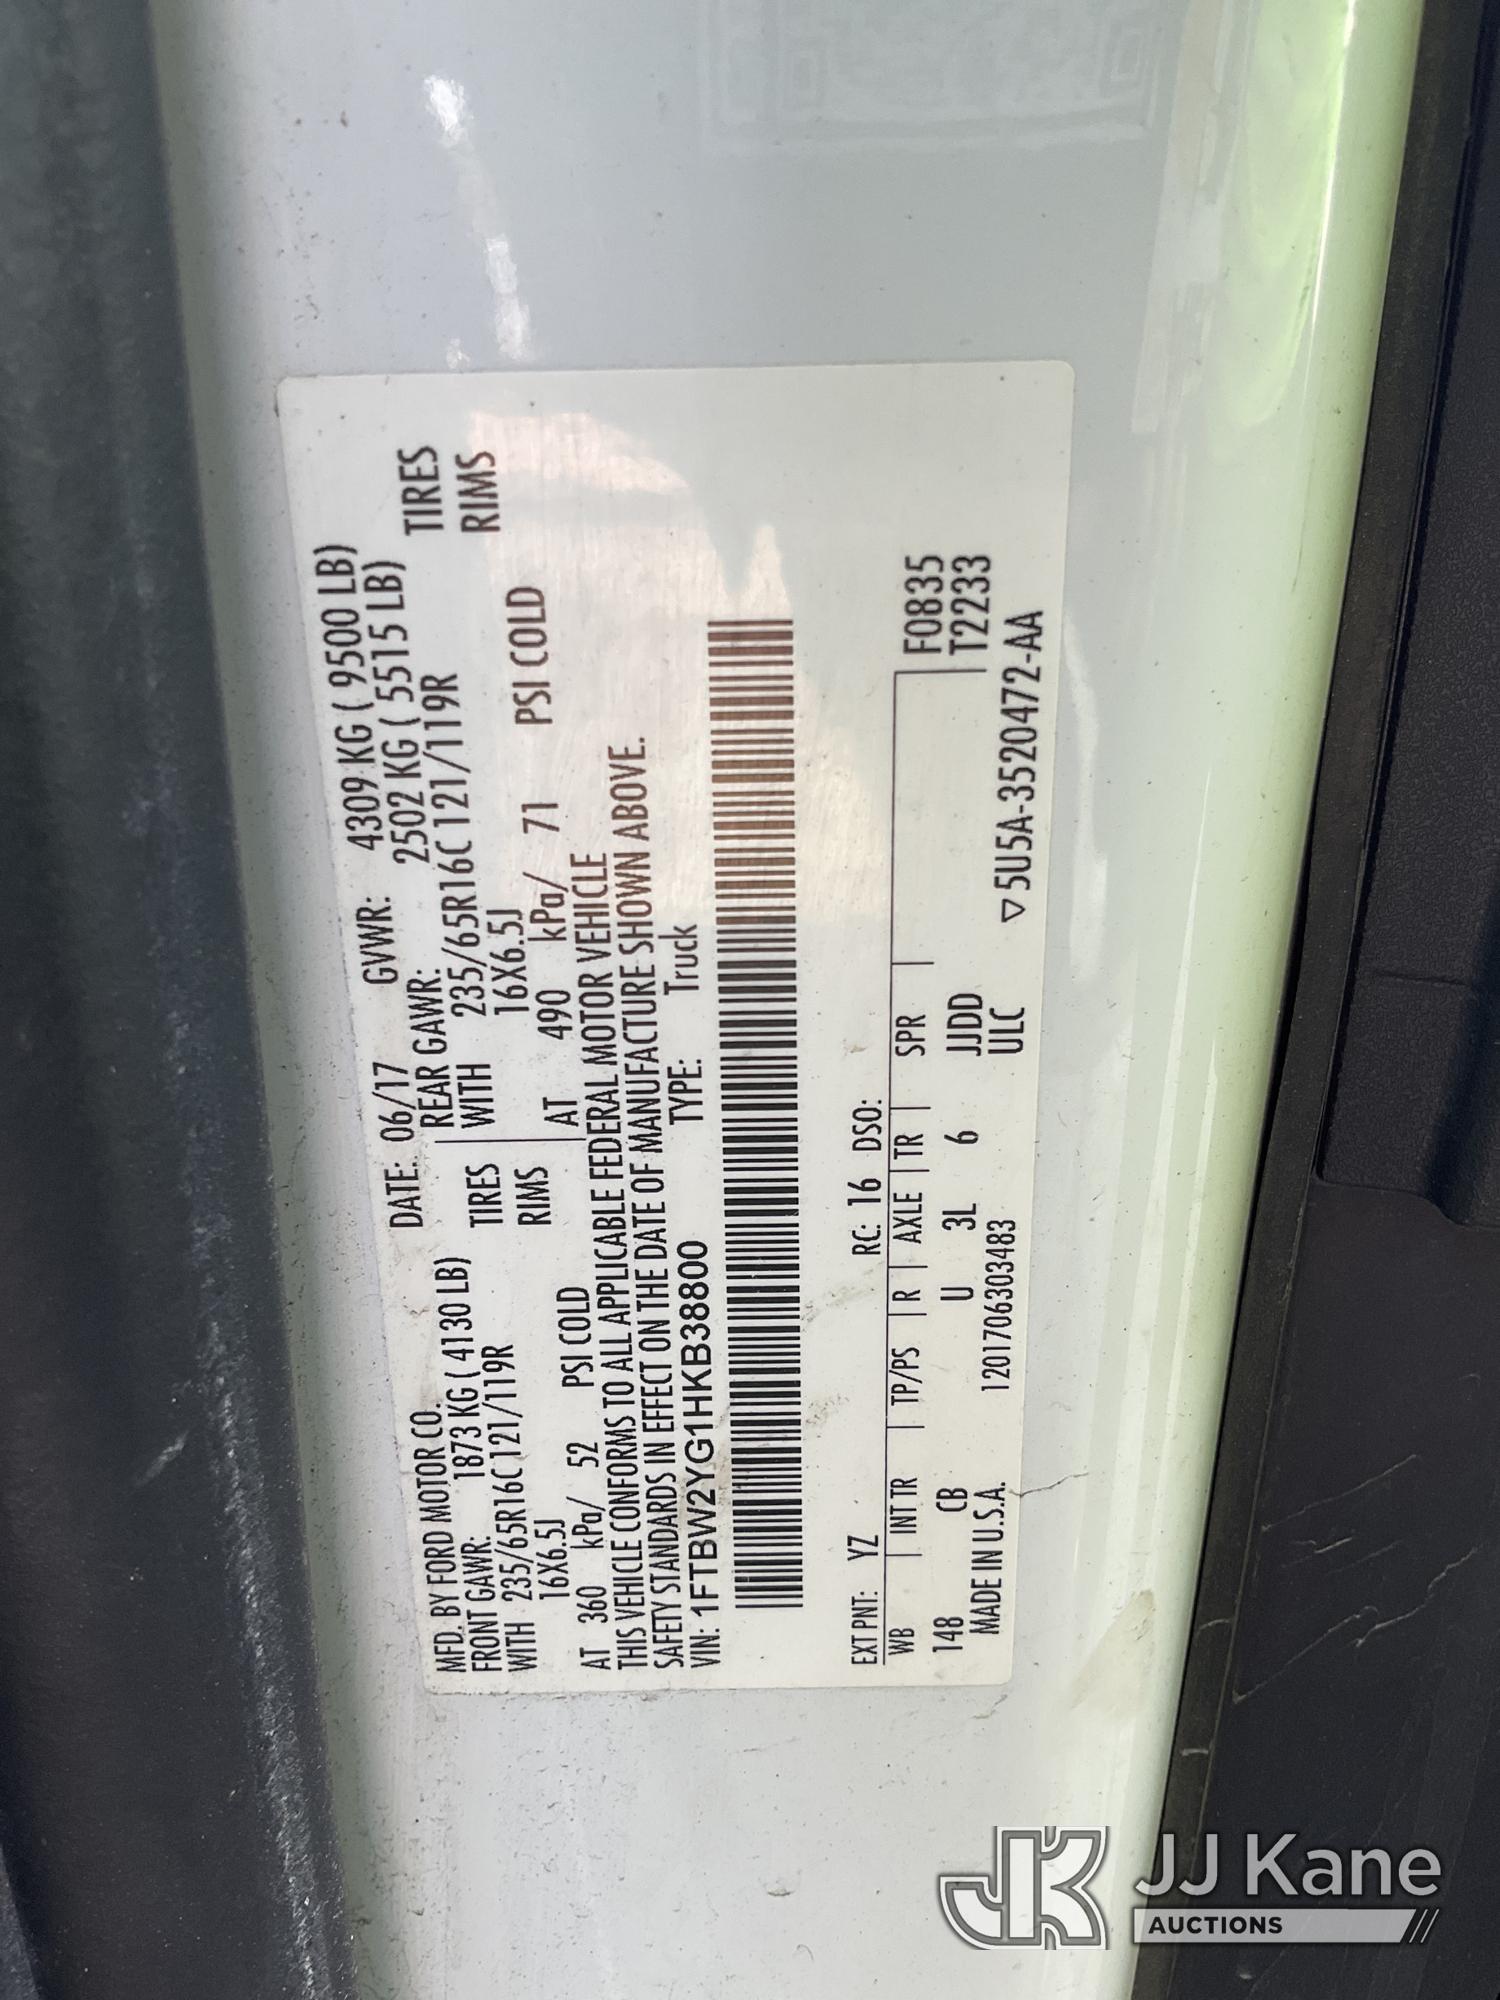 MFD. BY FORD MOTOR CO.
DATE: 06/17 GVWR: 4309 KG ( 9500 LB)
FRONT GAWR: 1873 KG ( 4130 LB) REAR GAWR: 2502 KG ( 5515 LB)
WITH 235/65R16C 121/119R TIRES WITH 235/65R16C 121/119R TIRES
16X6.5J RIMS 16X6.5J RIMS
AT 360 kPa/ 52 PSI COLD AT 490 kPa/ 71 PSI COLD
THIS VEHICLE CONFORMS TO ALL APPLICABLE FEDERAL MOTOR VEHICLE
SAFETY STANDARDS IN EFFECT ON THE DATE OF MANUFACTURE SHOWN ABOVE.
VIN: 1FTBW2YG1HKB38800 TYPE: Truck
EXT PNT: YZ RC: 16 DSO:
WB INT TR TP/PS R AXLE TR SPR F0835
148 CB U 3L 6 JJDD T2233
MADE IN U.S.A. 1201706303483 ULC ▽5U5A-3520472-AA
JK JJ Kane
AUCTIONS